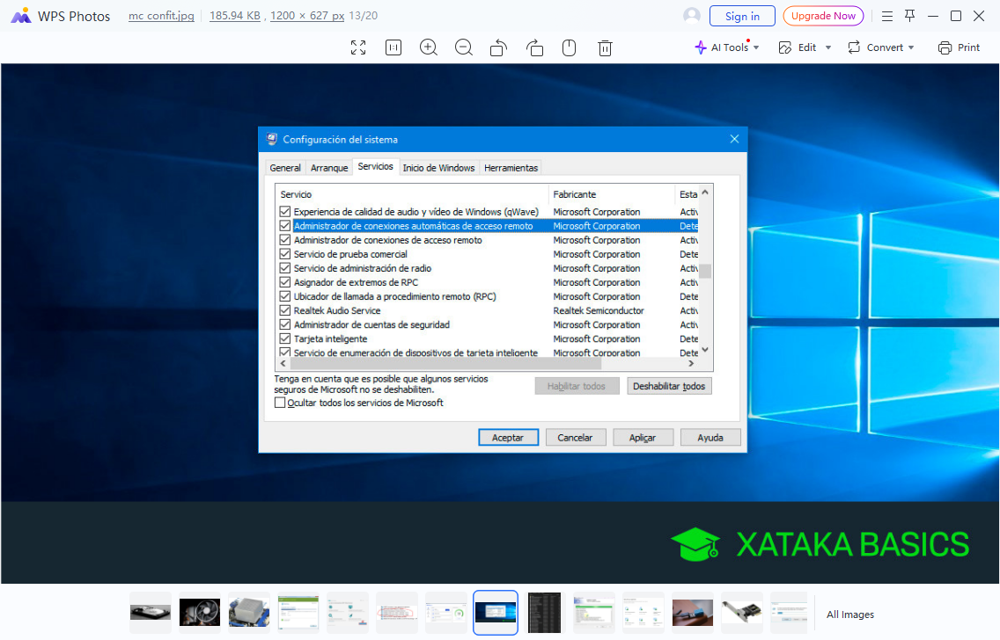 WPS Photos
mc confit.jpg
185.94 KB , 1200 × 627 px 13/20
Sign in
Upgrade Now
1:1
AI Tools
Edit
Convert
Print
Configuración del sistema
General Arranque Servicios Inicio de Windows Herramientas
Servicio Fabricante Esta
Experiencia de calidad de audio y vídeo de Windows (qWave) Microsoft Corporation Activ
Administrador de conexiones automáticas de acceso remoto Microsoft Corporation Dete
Administrador de conexiones de acceso remoto Microsoft Corporation Activ
Servicio de prueba comercial Microsoft Corporation Dete
Servicio de administración de radio Microsoft Corporation Activ
Asignador de extremos de RPC Microsoft Corporation Activ
Ubicador de llamada a procedimiento remoto (RPC) Microsoft Corporation Dete
Realtek Audio Service Realtek Semiconductor Activ
Administrador de cuentas de seguridad Microsoft Corporation Activ
Tarjeta inteligente Microsoft Corporation Dete
Servicio de enumeración de dispositivos de tarjeta inteligente Microsoft Corporation Dete
Tenga en cuenta que es posible que algunos servicios
seguros de Microsoft no se deshabiliten.
Habilitar todos Deshabilitar todos
Ocultar todos los servicios de Microsoft
Aceptar Cancelar Aplicar Ayuda
XATAKA BASICS
All Images